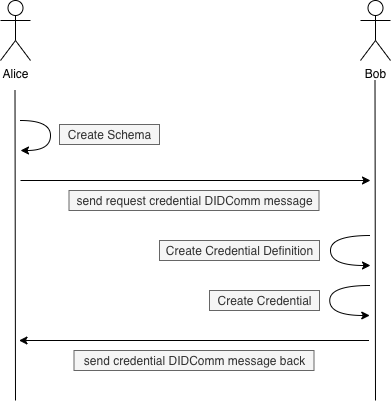 Alice
Bob
Create Schema
send request credential DIDComm message
Create Credential Definition
Create Credential
send credential DIDComm message back